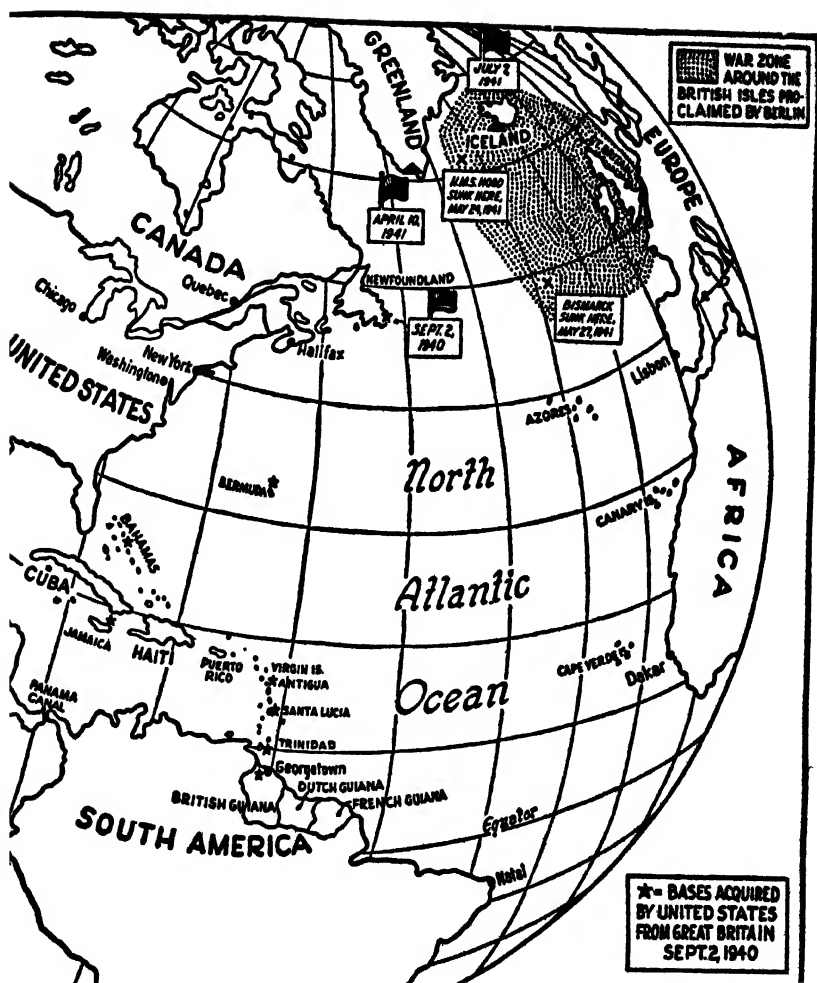 GREENLAND
JULY 2
1941
WAR ZONE
AROUND THE
BRITISH ISLES PRO-
CLAIMED BY BERLIN
ICELAND
EUROPE
H.M.S. HOOD
SUNK HERE,
MAY 24, 1941
APRIL 10,
1941
CANADA
NEWFOUNDLAND
Quebec
Chicago
SEPT. 2,
1940
BISMARCK
SUNK HERE,
MAY 27, 1941
Halifax
New York
Washington
UNITED STATES
Lisbon
AZORES
North
BERMUDA
CANARY IS.
AFRICA
BAHAMAS
Atlantic
CUBA
JAMAICA
HAITI
PUERTO
RICO
VIRGIN IS.
ANTIGUA
CAPE VERDE IS.
Dakar
Ocean
PANAMA
CANAL
SANTA LUCIA
TRINIDAD
Georgetown
DUTCH GUIANA
BRITISH GUIANA
FRENCH GUIANA
SOUTH AMERICA
Equator
Natal
★= BASES ACQUIRED
BY UNITED STATES
FROM GREAT BRITAIN
SEPT. 2, 1940